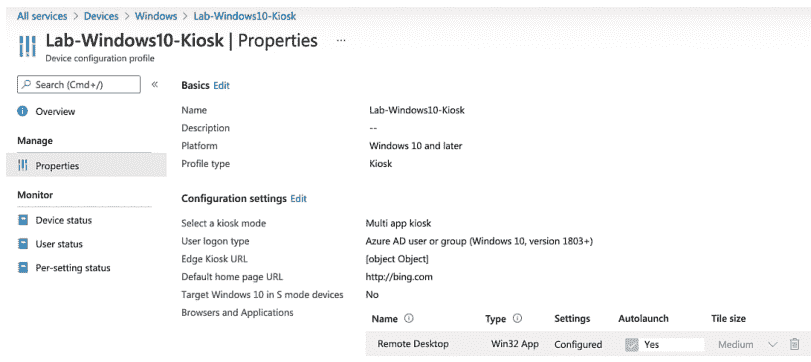 All services > Devices > Windows > Lab-Windows10-Kiosk
Lab-Windows10-Kiosk | Properties ...
Device configuration profile
Search (Cmd+/) «
Overview
Manage
Properties
Monitor
Device status
User status
Per-setting status
Basics Edit
Name Lab-Windows10-Kiosk
Description --
Platform Windows 10 and later
Profile type Kiosk
Configuration settings Edit
Select a kiosk mode Multi app kiosk
User logon type Azure AD user or group (Windows 10, version 1803+)
Edge Kiosk URL [object Object]
Default home page URL http://bing.com
Target Windows 10 in S mode devices No
Browsers and Applications
Name Type Settings Autolaunch Tile size
Remote Desktop Win32 App Configured Yes Medium